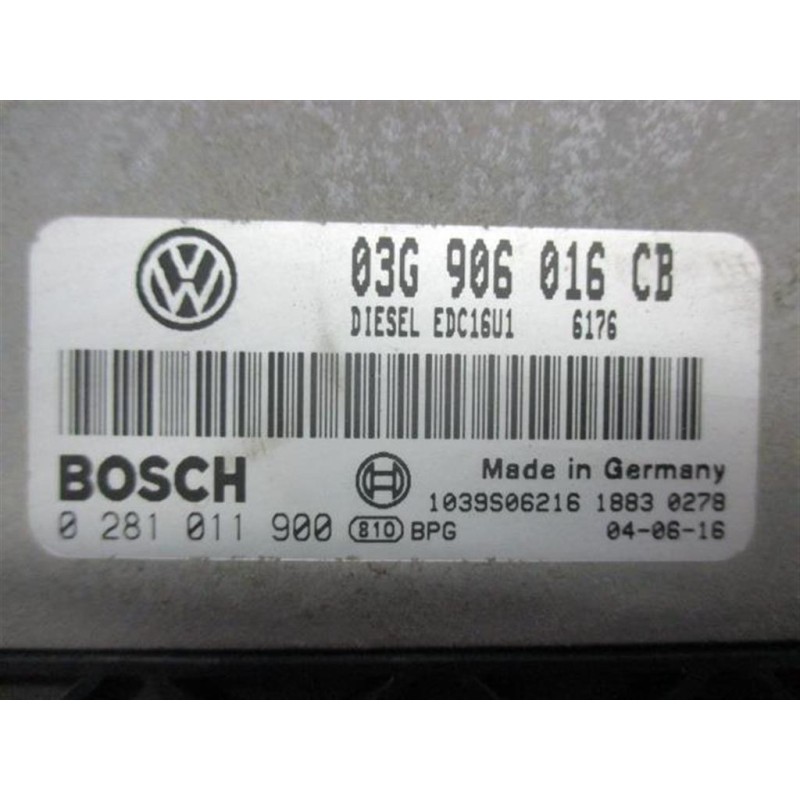 03G 906 016 CB
DIESEL EDC16U1 6176
BOSCH
Made in Germany
1039S06216 1883 0278
0 281 011 900 810 BPG 04-06-16